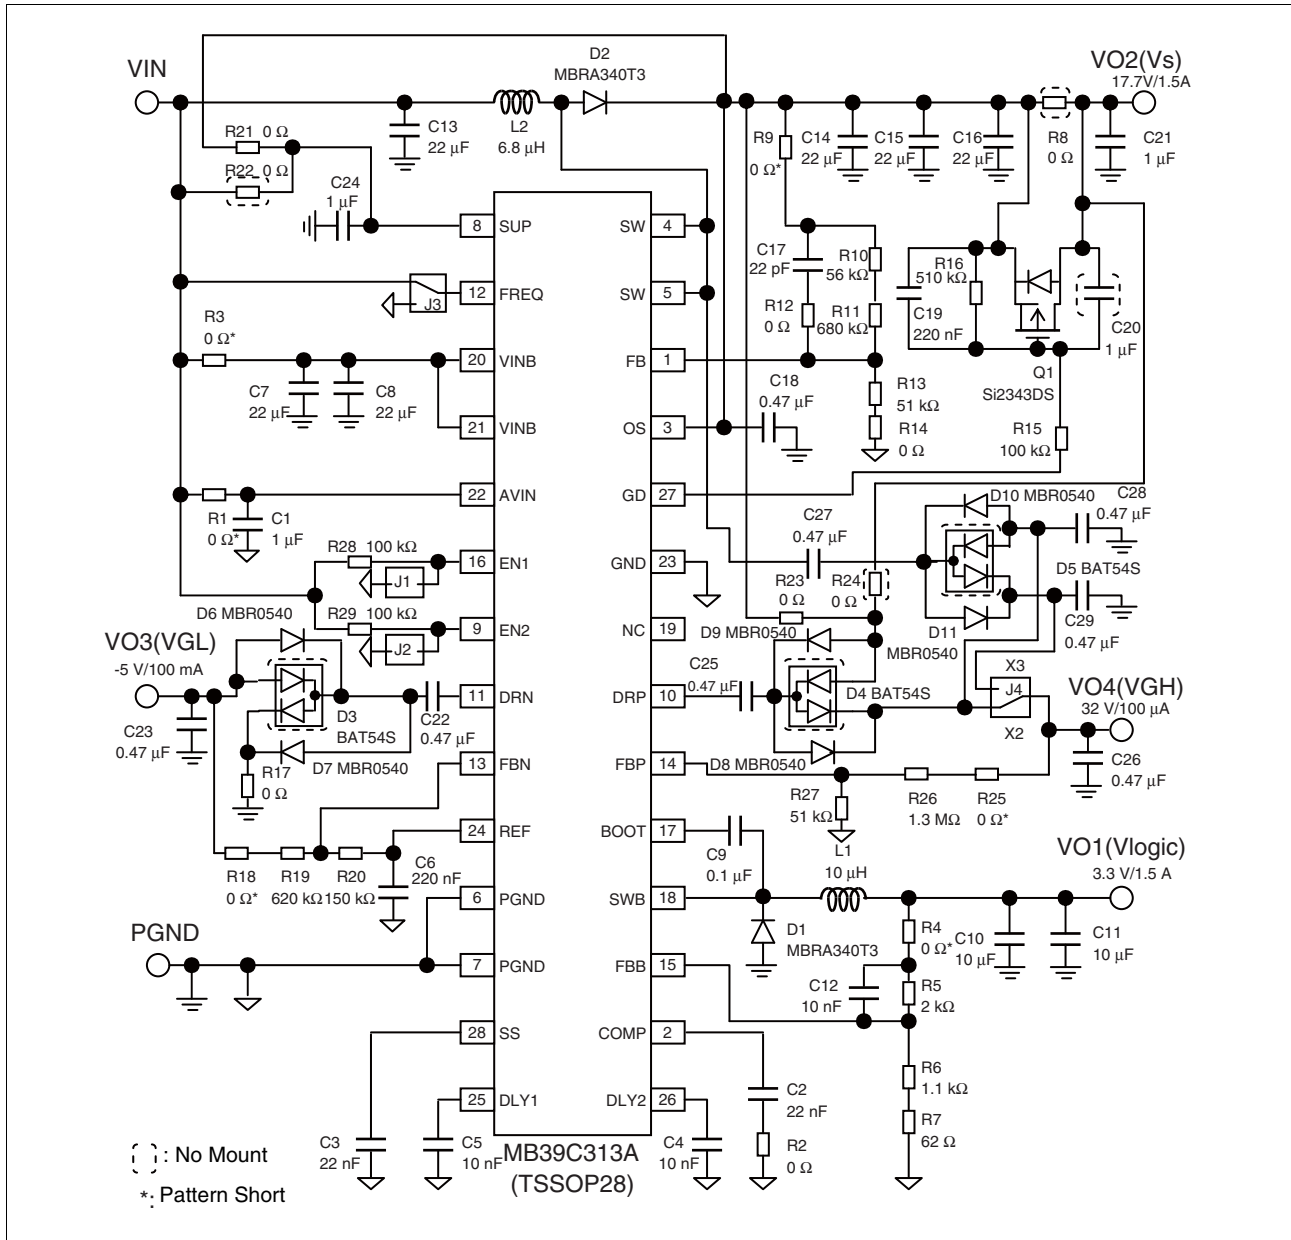 VIN
D2
MBRA340T3
VO2(Vs)
17.7V/1.5A
R21 0 Ω
R22 0 Ω
C13
22 µF
L2
6.8 µH
R9
0 Ω*
C14
22 µF
C15
22 µF
C16
22 µF
R8
0 Ω
C21
1 µF
C24
1 µF
8 SUP
SW 4
C17
22 pF
R10
56 kΩ
R16
510 kΩ
12 FREQ
J3
SW 5
R12
0 Ω
R11
680 kΩ
C19
220 nF
C20
1 µF
R3
0 Ω*
20 VINB
FB 1
C7
22 µF
C8
22 µF
C18
0.47 µF
R13
51 kΩ
Q1
Si2343DS
21 VINB
OS 3
R14
0 Ω
R15
100 kΩ
22 AVIN
GD 27
R1
0 Ω*
C1
1 µF
C27
0.47 µF
D10 MBR0540
C28
0.47 µF
R28 100 kΩ
16 EN1
J1
GND 23
R23
0 Ω
R24
0 Ω
D5 BAT54S
R29 100 kΩ
9 EN2
J2
NC 19
D6 MBR0540
D9 MBR0540
D11
MBR0540
C29
0.47 µF
VO3(VGL)
-5 V/100 mA
11 DRN
DRP 10
C25
0.47 µF
D4 BAT54S
X3
J4
X2
VO4(VGH)
32 V/100 µA
C23
0.47 µF
D3
BAT54S
C22
0.47 µF
D7 MBR0540
13 FBN
FBP 14
D8 MBR0540
C26
0.47 µF
R17
0 Ω
R27
51 kΩ
R26
1.3 MΩ
R25
0 Ω*
24 REF
BOOT 17
R18
0 Ω*
R19
620 kΩ
R20
150 kΩ
C6
220 nF
C9
0.1 µF
L1
10 µH
VO1(Vlogic)
3.3 V/1.5 A
6 PGND
SWB 18
D1
MBRA340T3
R4
0 Ω*
C10
10 µF
C11
10 µF
PGND
7 PGND
FBB 15
C12
10 nF
R5
2 kΩ
28 SS
COMP 2
R6
1.1 kΩ
C2
22 nF
25 DLY1
DLY2 26
R7
62 Ω
C3
22 nF
C5
10 nF
C4
10 nF
R2
0 Ω
MB39C313A
(TSSOP28)
: No Mount
*: Pattern Short